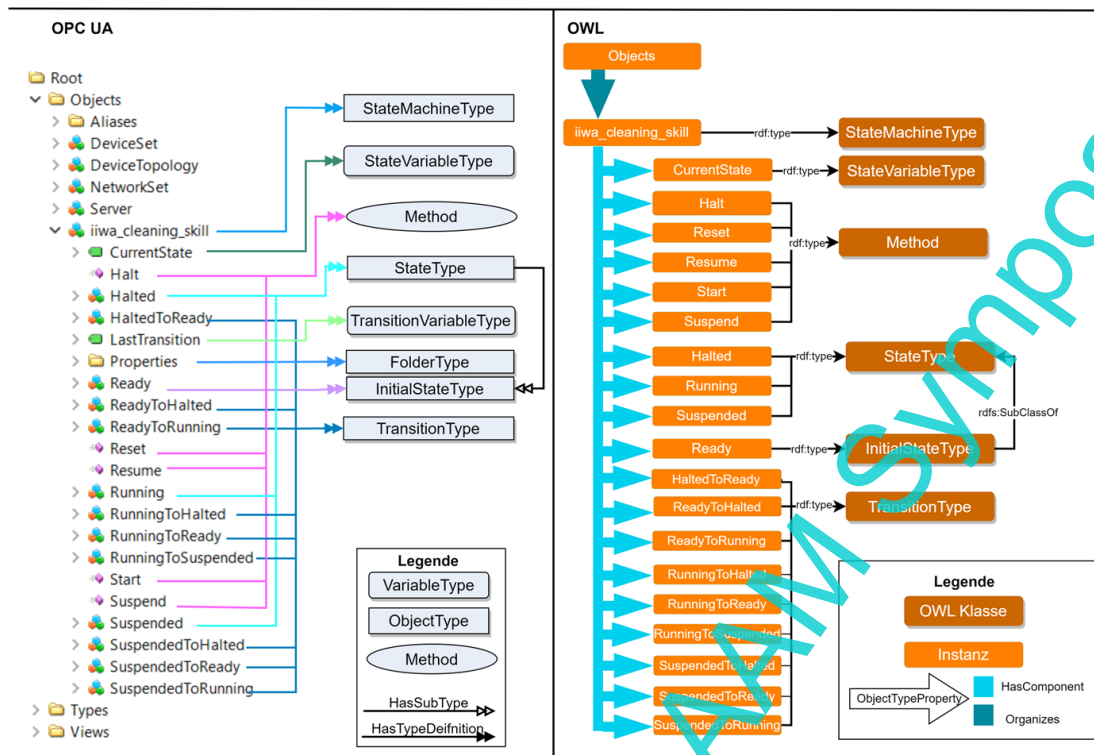 OPC UA
Root
Objects
Aliases
DeviceSet
DeviceTopology
NetworkSet
Server
iiwa_cleaning_skill
CurrentState
Halt
Halted
HaltedToReady
LastTransition
Properties
Ready
ReadyToHalted
ReadyToRunning
Reset
Resume
Running
RunningToHalted
RunningToReady
RunningToSuspended
Start
Suspend
Suspended
SuspendedToHalted
SuspendedToReady
SuspendedToRunning
Types
Views
StateMachineType
StateVariableType
Method
StateType
TransitionVariableType
FolderType
InitialStateType
TransitionType
Legende
VariableType
ObjectType
Method
HasSubType
HasTypeDeifnition
OWL
Objects
iiwa_cleaning_skill
rdf:type
StateMachineType
CurrentState
rdf:type
StateVariableType
Halt
Reset
Resume
Start
Suspend
rdf:type
Method
Halted
Running
Suspended
rdf:type
StateType
rdfs:SubClassOf
Ready
rdf:type
InitialStateType
HaltedToReady
ReadyToHalted
ReadyToRunning
RunningToHalted
RunningToReady
RunningToSuspended
SuspendedToHalted
SuspendedToReady
SuspendedToRunning
rdf:type
TransitionType
Legende
OWL Klasse
Instanz
ObjectTypeProperty
HasComponent
Organizes
AAM Sympos